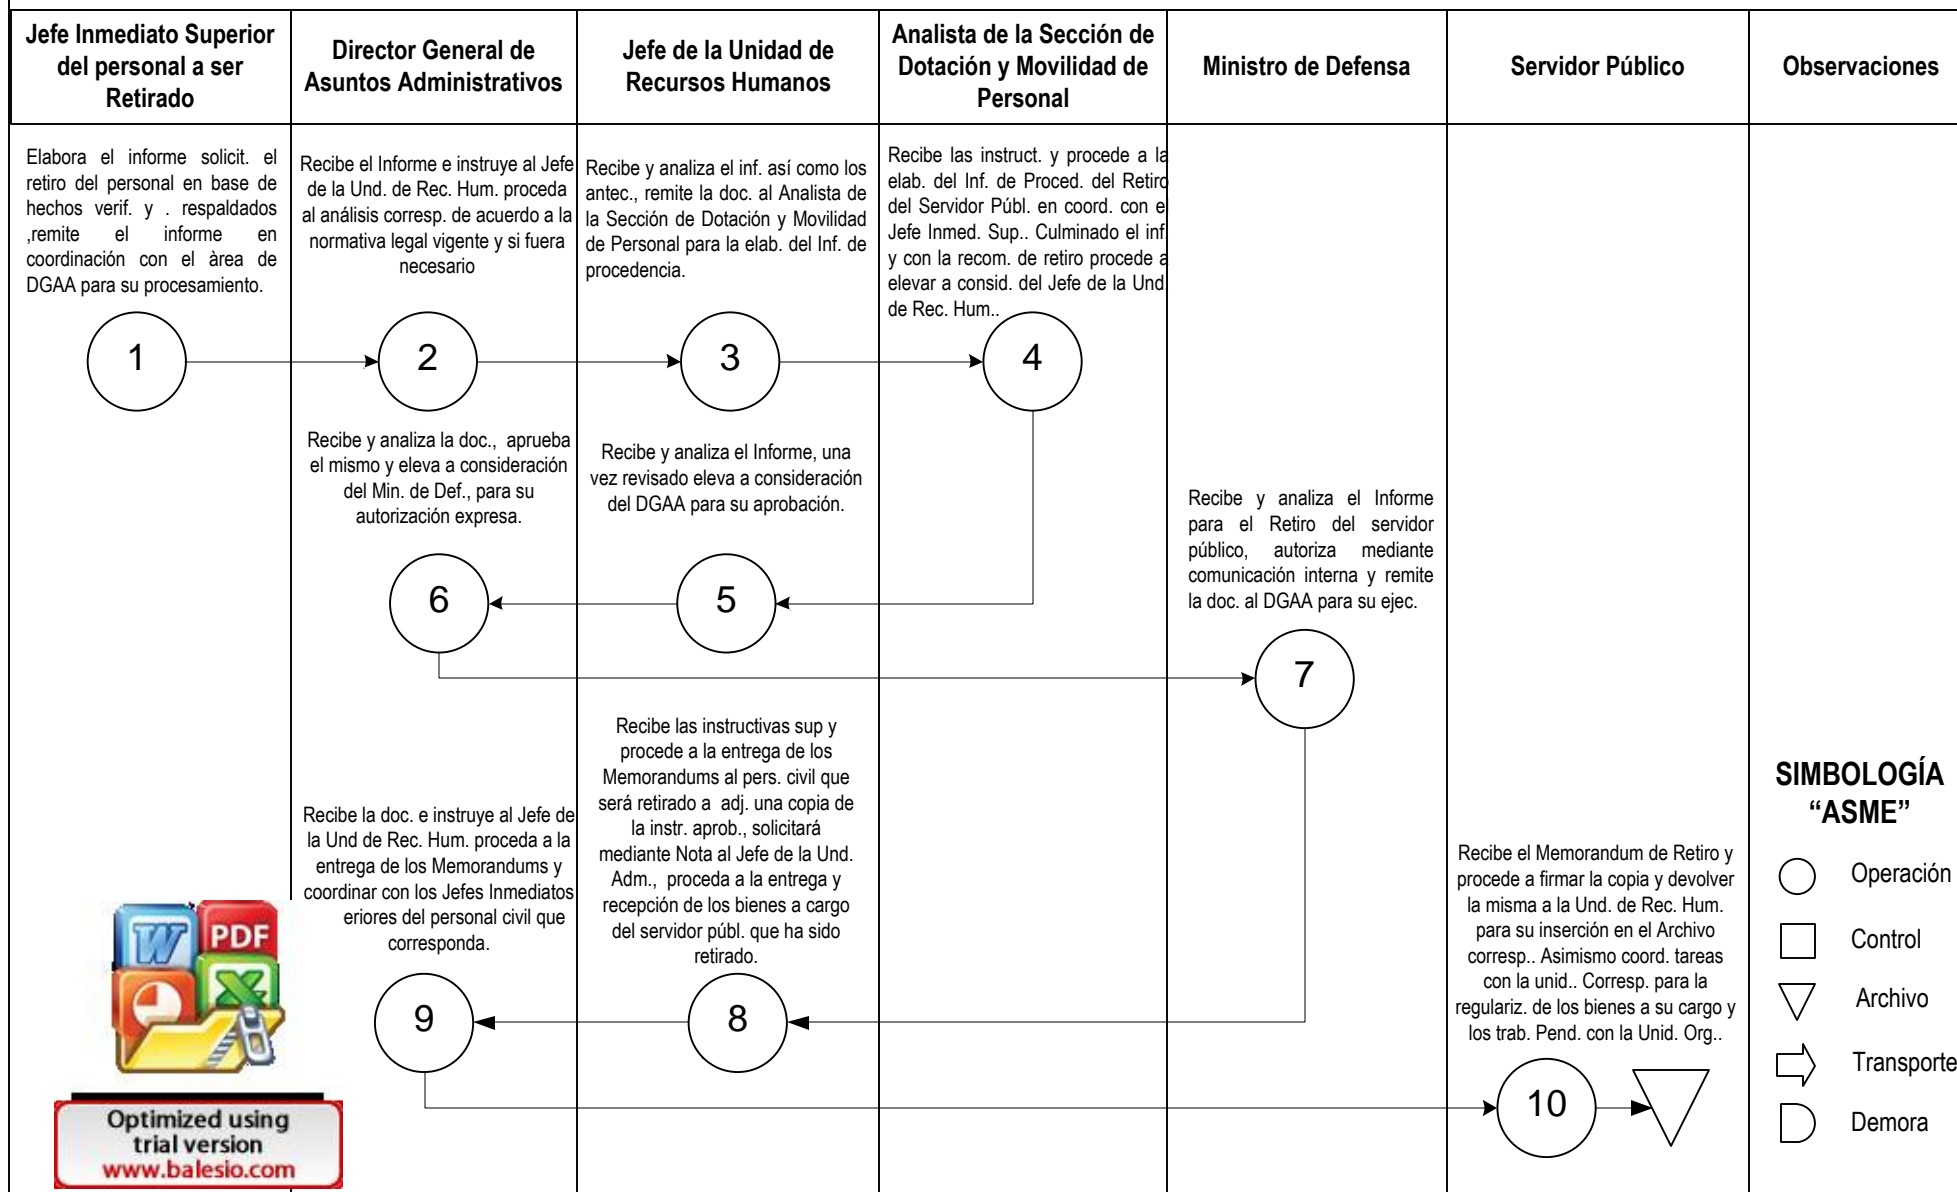 Jefe Inmediato Superior
del personal a ser
Retirado
Director General de
Asuntos Administrativos
Jefe de la Unidad de
Recursos Humanos
Analista de la Sección de
Dotación y Movilidad de
Personal
Ministro de Defensa
Servidor Público
Observaciones
Elabora el informe solicit. el
retiro del personal en base de
hechos verif. y . respaldados
,remite el informe en
coordinación con el àrea de
DGAA para su procesamiento.
Recibe el Informe e instruye al Jefe
de la Und. de Rec. Hum. proceda
al análisis corresp. de acuerdo a la
normativa legal vigente y si fuera
necesario
Recibe y analiza el inf. así como los
antec., remite la doc. al Analista de
la Sección de Dotación y Movilidad
de Personal para la elab. del Inf. de
procedencia.
Recibe las instruct. y procede a la
elab. del Inf. de Proced. del Retiro
del Servidor Públ. en coord. con el
Jefe Inmed. Sup.. Culminado el inf.
y con la recom. de retiro procede a
elevar a consid. del Jefe de la Und.
de Rec. Hum..
1
2
3
4
Recibe y analiza la doc., aprueba
el mismo y eleva a consideración
del Min. de Def., para su
autorización expresa.
Recibe y analiza el Informe, una
vez revisado eleva a consideración
del DGAA para su aprobación.
Recibe y analiza el Informe
para el Retiro del servidor
público, autoriza mediante
comunicación interna y remite
la doc. al DGAA para su ejec.
6
5
7
Recibe la doc. e instruye al Jefe de
la Und de Rec. Hum. proceda a la
entrega de los Memorandums y
coordinar con los Jefes Inmediatos
eriores del personal civil que
corresponda.
Recibe las instructivas sup y
procede a la entrega de los
Memorandums al pers. civil que
será retirado a adj. una copia de
la instr. aprob., solicitará
mediante Nota al Jefe de la Und.
Adm., proceda a la entrega y
recepción de los bienes a cargo
del servidor públ. que ha sido
retirado.
Recibe el Memorandum de Retiro y
procede a firmar la copia y devolver
la misma a la Und. de Rec. Hum.
para su inserción en el Archivo
corresp.. Asimismo coord. tareas
con la unid.. Corresp. para la
regulariz. de los bienes a su cargo y
los trab. Pend. con la Unid. Org..
9
8
10
SIMBOLOGÍA
“ASME”
Operación
Control
Archivo
Transporte
Demora
W
PDF
X
Optimized using
trial version
www.balesio.com